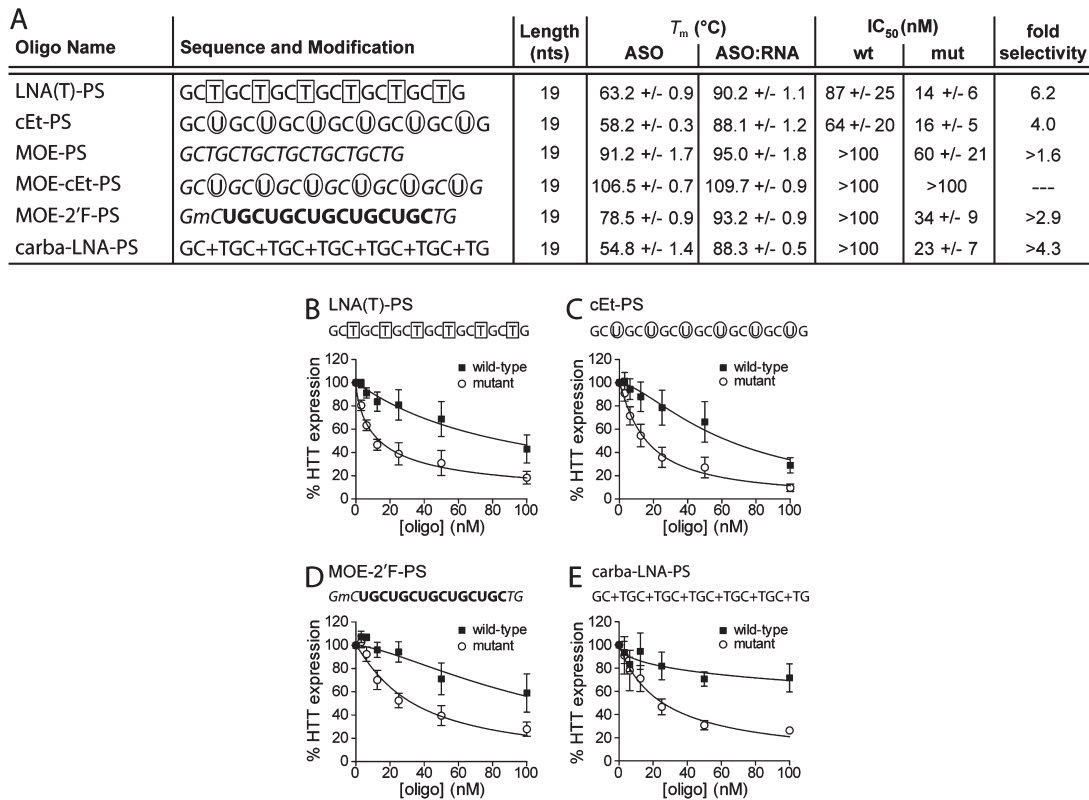 A
Oligo Name Sequence and Modification Length (nts) Tm (°C) ASO ASO:RNA IC50 (nM) wt mut fold selectivity
LNA(T)-PS GCTGCTGCTGCTGCTGCTG 19 63.2 +/- 0.9 90.2 +/- 1.1 87 +/- 25 14 +/- 6 6.2
cEt-PS GCUGCUGCUGCUGCUGCUG 19 58.2 +/- 0.3 88.1 +/- 1.2 64 +/- 20 16 +/- 5 4.0
MOE-PS GCTGCTGCTGCTGCTGCTG 19 91.2 +/- 1.7 95.0 +/- 1.8 >100 60 +/- 21 >1.6
MOE-cEt-PS GCUGCUGCUGCUGCUGCUG 19 106.5 +/- 0.7 109.7 +/- 0.9 >100 >100 ---
MOE-2'F-PS GmCUGCUGCUGCUGCUGCTG 19 78.5 +/- 0.9 93.2 +/- 0.9 >100 34 +/- 9 >2.9
carba-LNA-PS GC+TGC+TGC+TGC+TGC+TGC+TG 19 54.8 +/- 1.4 88.3 +/- 0.5 >100 23 +/- 7 >4.3
B LNA(T)-PS
GCTGCTGCTGCTGCTGCTG
% HTT expression
120
100
80
60
40
20
0
wild-type
mutant
0 20 40 60 80 100
[oligo] (nM)
C cEt-PS
GCUGCUGCUGCUGCUGCUG
% HTT expression
120
100
80
60
40
20
0
wild-type
mutant
0 20 40 60 80 100
[oligo] (nM)
D MOE-2'F-PS
GmCUGCUGCUGCUGCUGCTG
% HTT expression
120
100
80
60
40
20
0
wild-type
mutant
0 20 40 60 80 100
[oligo] (nM)
E carba-LNA-PS
GC+TGC+TGC+TGC+TGC+TGC+TG
% HTT expression
120
100
80
60
40
20
0
wild-type
mutant
0 20 40 60 80 100
[oligo] (nM)